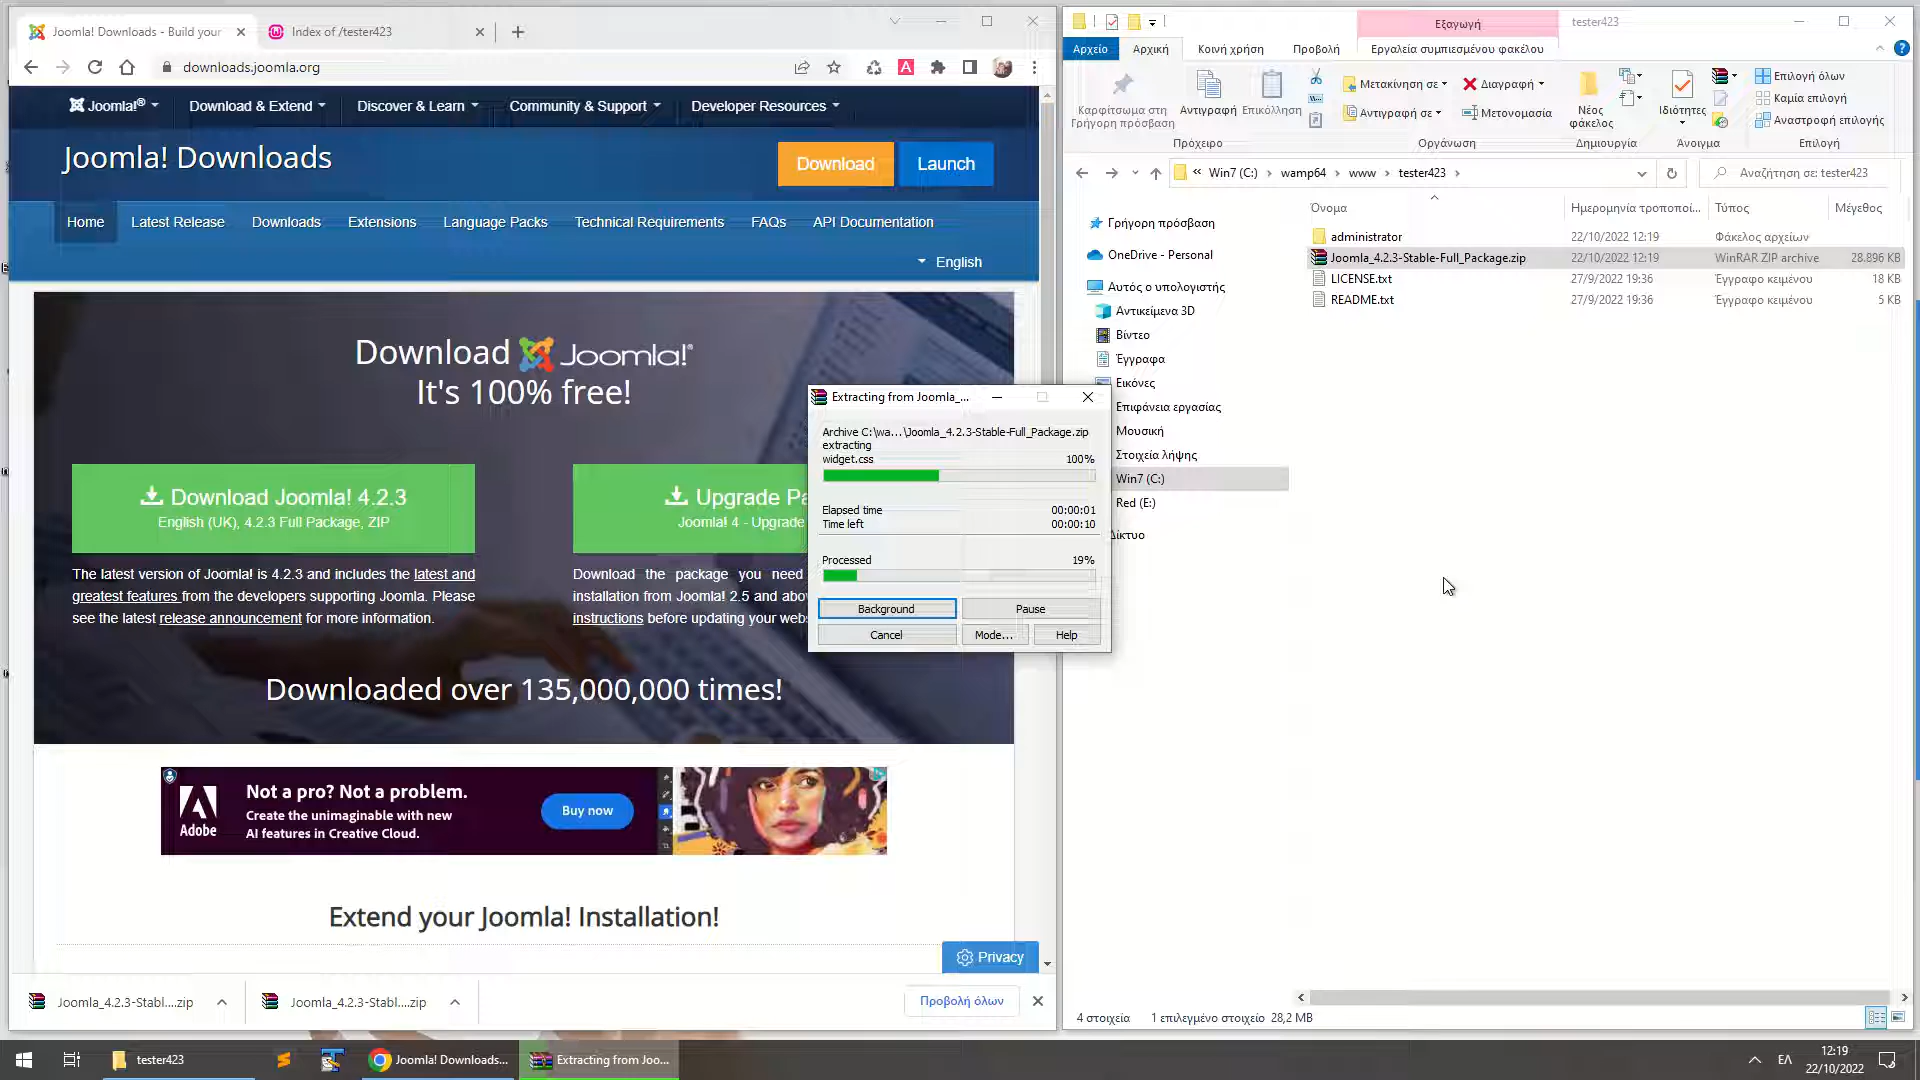 Joomla! Downloads - Build your
Index of /tester423
downloads.joomla.org
Joomla!®
Download & Extend
Discover & Learn
Community & Support
Developer Resources
Joomla! Downloads
Download
Launch
Home
Latest Release
Downloads
Extensions
Language Packs
Technical Requirements
FAQs
API Documentation
English
Download Joomla!®
It's 100% free!
Download Joomla! 4.2.3
English (UK), 4.2.3 Full Package, ZIP
Upgrade Pa
Joomla! 4 - Upgrade
The latest version of Joomla! is 4.2.3 and includes the latest and
greatest features from the developers supporting Joomla. Please
see the latest release announcement for more information.
Download the package you need
installation from Joomla! 2.5 and abo
instructions before updating your webs
Downloaded over 135,000,000 times!
Adobe
Not a pro? Not a problem.
Create the unimaginable with new
AI features in Creative Cloud.
Buy now
Extend your Joomla! Installation!
Privacy
Joomla_4.2.3-Stabl....zip
Joomla_4.2.3-Stabl....zip
Προβολή όλων
Extracting from Joomla_...
Archive C:\wa...\Joomla_4.2.3-Stable-Full_Package.zip
extracting
widget.css 100%
Elapsed time 00:00:01
Time left 00:00:10
Processed 19%
Background
Pause
Cancel
Mode...
Help
Εξαγωγή
tester423
Αρχείο
Αρχική
Κοινή χρήση
Προβολή
Εργαλεία συμπιεσμένου φακέλου
Καρφίτσωμα στη
Γρήγορη πρόσβαση
Αντιγραφή
Επικόλληση
Μετακίνηση σε
Αντιγραφή σε
Διαγραφή
Μετονομασία
Νέος
φάκελος
Ιδιότητες
Επιλογή όλων
Καμία επιλογή
Αναστροφή επιλογής
Πρόχειρο
Οργάνωση
Δημιουργία
Άνοιγμα
Επιλογή
« Win7 (C:) › wamp64 › www › tester423 ›
Αναζήτηση σε: tester423
Γρήγορη πρόσβαση
OneDrive - Personal
Αυτός ο υπολογιστής
Αντικείμενα 3D
Βίντεο
Έγγραφα
Εικόνες
Επιφάνεια εργασίας
Μουσική
Στοιχεία λήψης
Win7 (C:)
Red (E:)
Δίκτυο
Όνομα Ημερομηνία τροποποί... Τύπος Μέγεθος
administrator 22/10/2022 12:19 Φάκελος αρχείων
Joomla_4.2.3-Stable-Full_Package.zip 22/10/2022 12:19 WinRAR ZIP archive 28.896 KB
LICENSE.txt 27/9/2022 19:36 Έγγραφο κειμένου 18 KB
README.txt 27/9/2022 19:36 Έγγραφο κειμένου 5 KB
4 στοιχεία
1 επιλεγμένο στοιχείο 28,2 MB
tester423
Joomla! Downloads...
Extracting from Joo...
ΕΛ
12:19
22/10/2022